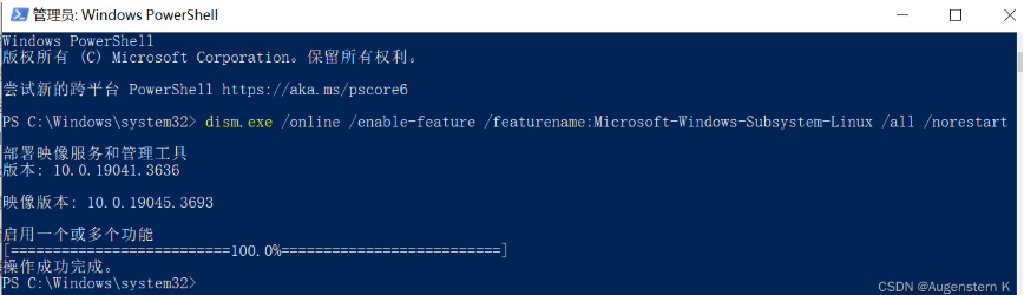 管理员: Windows PowerShell
Windows PowerShell
版权所有 (C) Microsoft Corporation。保留所有权利。
尝试新的跨平台 PowerShell https://aka.ms/pscore6
PS C:\Windows\system32> dism.exe /online /enable-feature /featurename:Microsoft-Windows-Subsystem-Linux /all /norestart
部署映像服务和管理工具
版本: 10.0.19041.3636
映像版本: 10.0.19045.3693
启用一个或多个功能
[==========================100.0%==========================]
操作成功完成。
PS C:\Windows\system32>
CSDN @Augenstern K